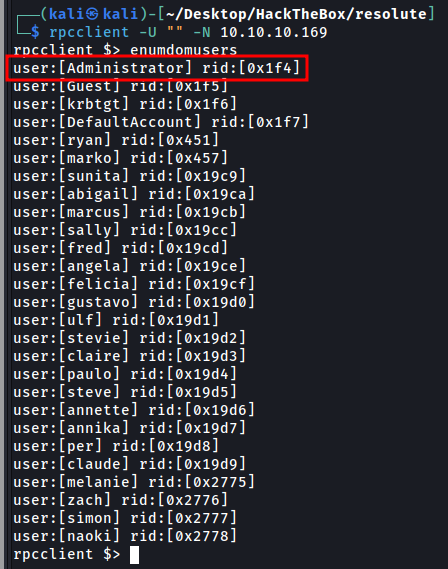 ┌──(kali㉿kali)-[~/Desktop/HackTheBox/resolute]
└─$ rpcclient -U "" -N 10.10.10.169
rpcclient $> enumdomusers
user:[Administrator] rid:[0x1f4]
user:[Guest] rid:[0x1f5]
user:[krbtgt] rid:[0x1f6]
user:[DefaultAccount] rid:[0x1f7]
user:[ryan] rid:[0x451]
user:[marko] rid:[0x457]
user:[sunita] rid:[0x19c9]
user:[abigail] rid:[0x19ca]
user:[marcus] rid:[0x19cb]
user:[sally] rid:[0x19cc]
user:[fred] rid:[0x19cd]
user:[angela] rid:[0x19ce]
user:[felicia] rid:[0x19cf]
user:[gustavo] rid:[0x19d0]
user:[ulf] rid:[0x19d1]
user:[stevie] rid:[0x19d2]
user:[claire] rid:[0x19d3]
user:[paulo] rid:[0x19d4]
user:[steve] rid:[0x19d5]
user:[annette] rid:[0x19d6]
user:[annika] rid:[0x19d7]
user:[per] rid:[0x19d8]
user:[claude] rid:[0x19d9]
user:[melanie] rid:[0x2775]
user:[zach] rid:[0x2776]
user:[simon] rid:[0x2777]
user:[naoki] rid:[0x2778]
rpcclient $>